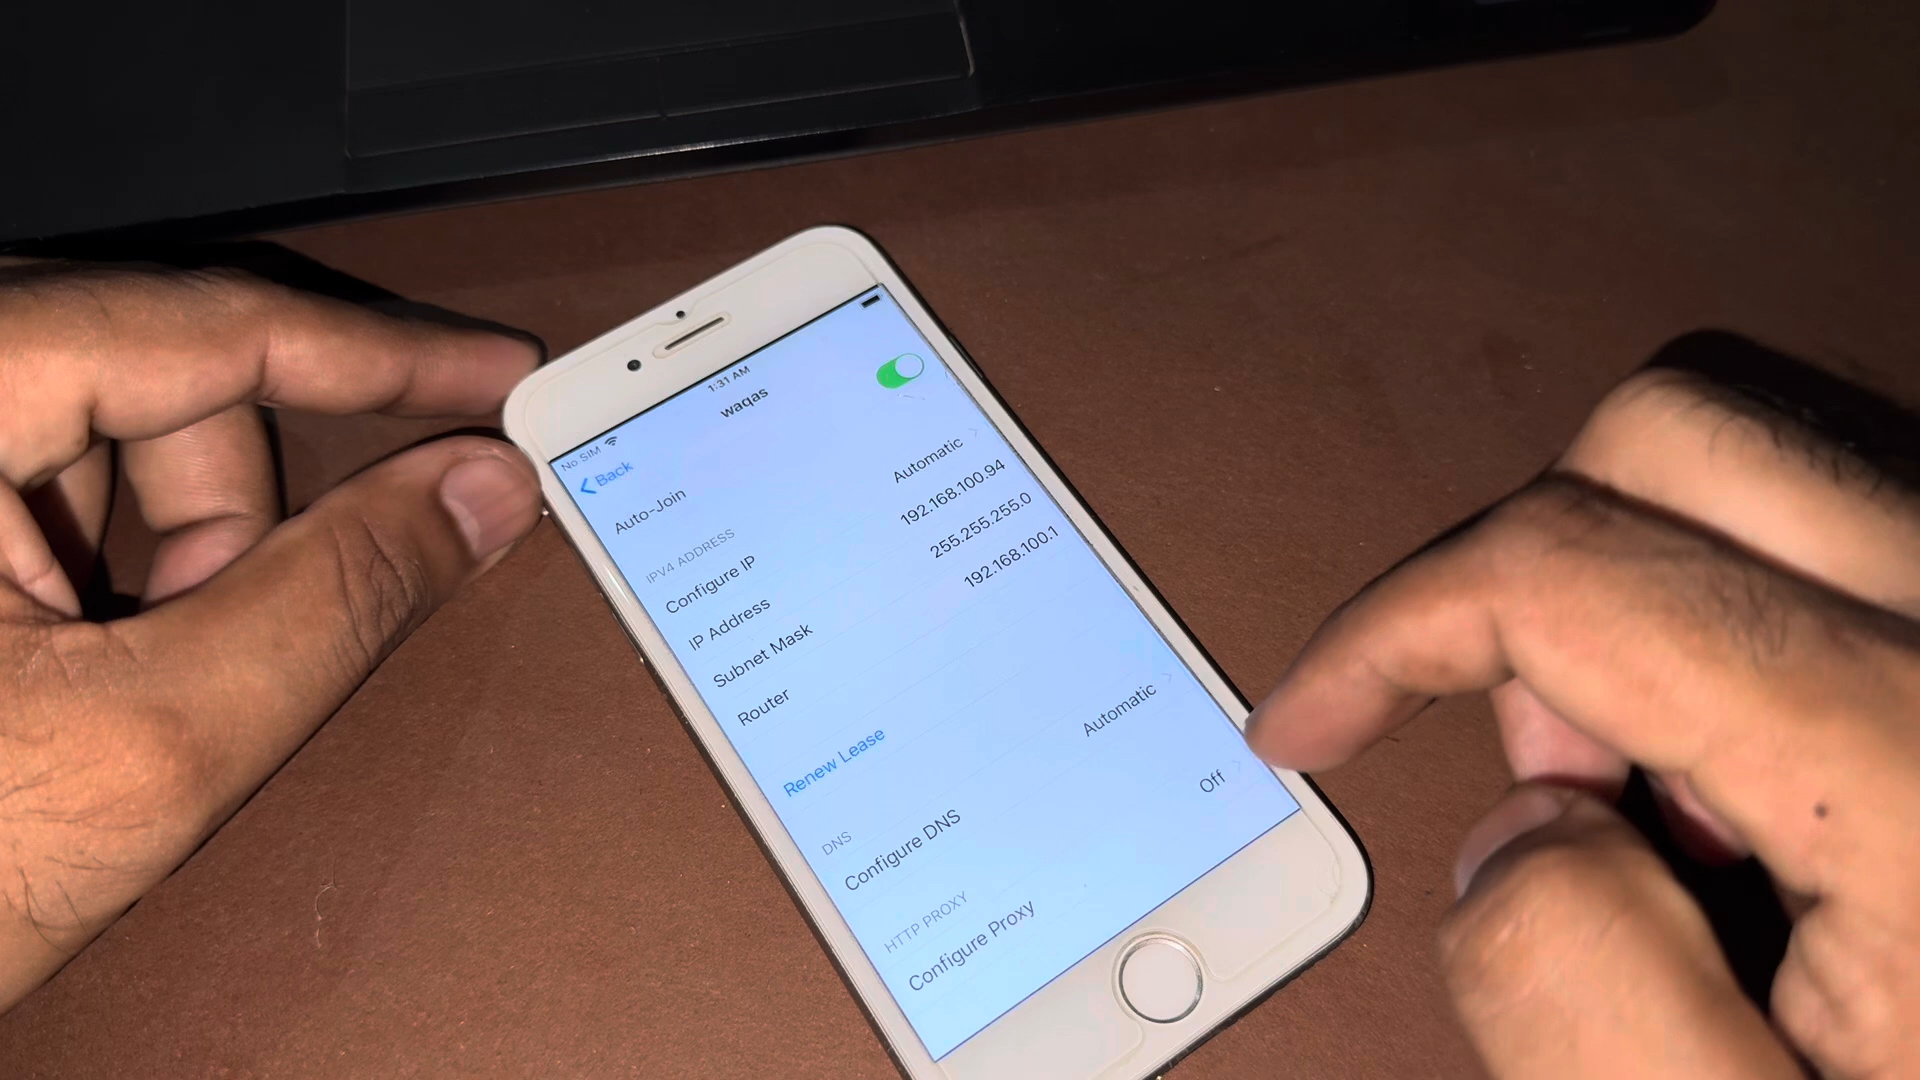 No SIM 1:31 AM
Back waqas
Auto-Join
IPV4 ADDRESS
Configure IP Automatic
IP Address 192.168.100.94
Subnet Mask 255.255.255.0
Router 192.168.100.1
Renew Lease
DNS
Configure DNS Automatic
HTTP PROXY
Configure Proxy Off